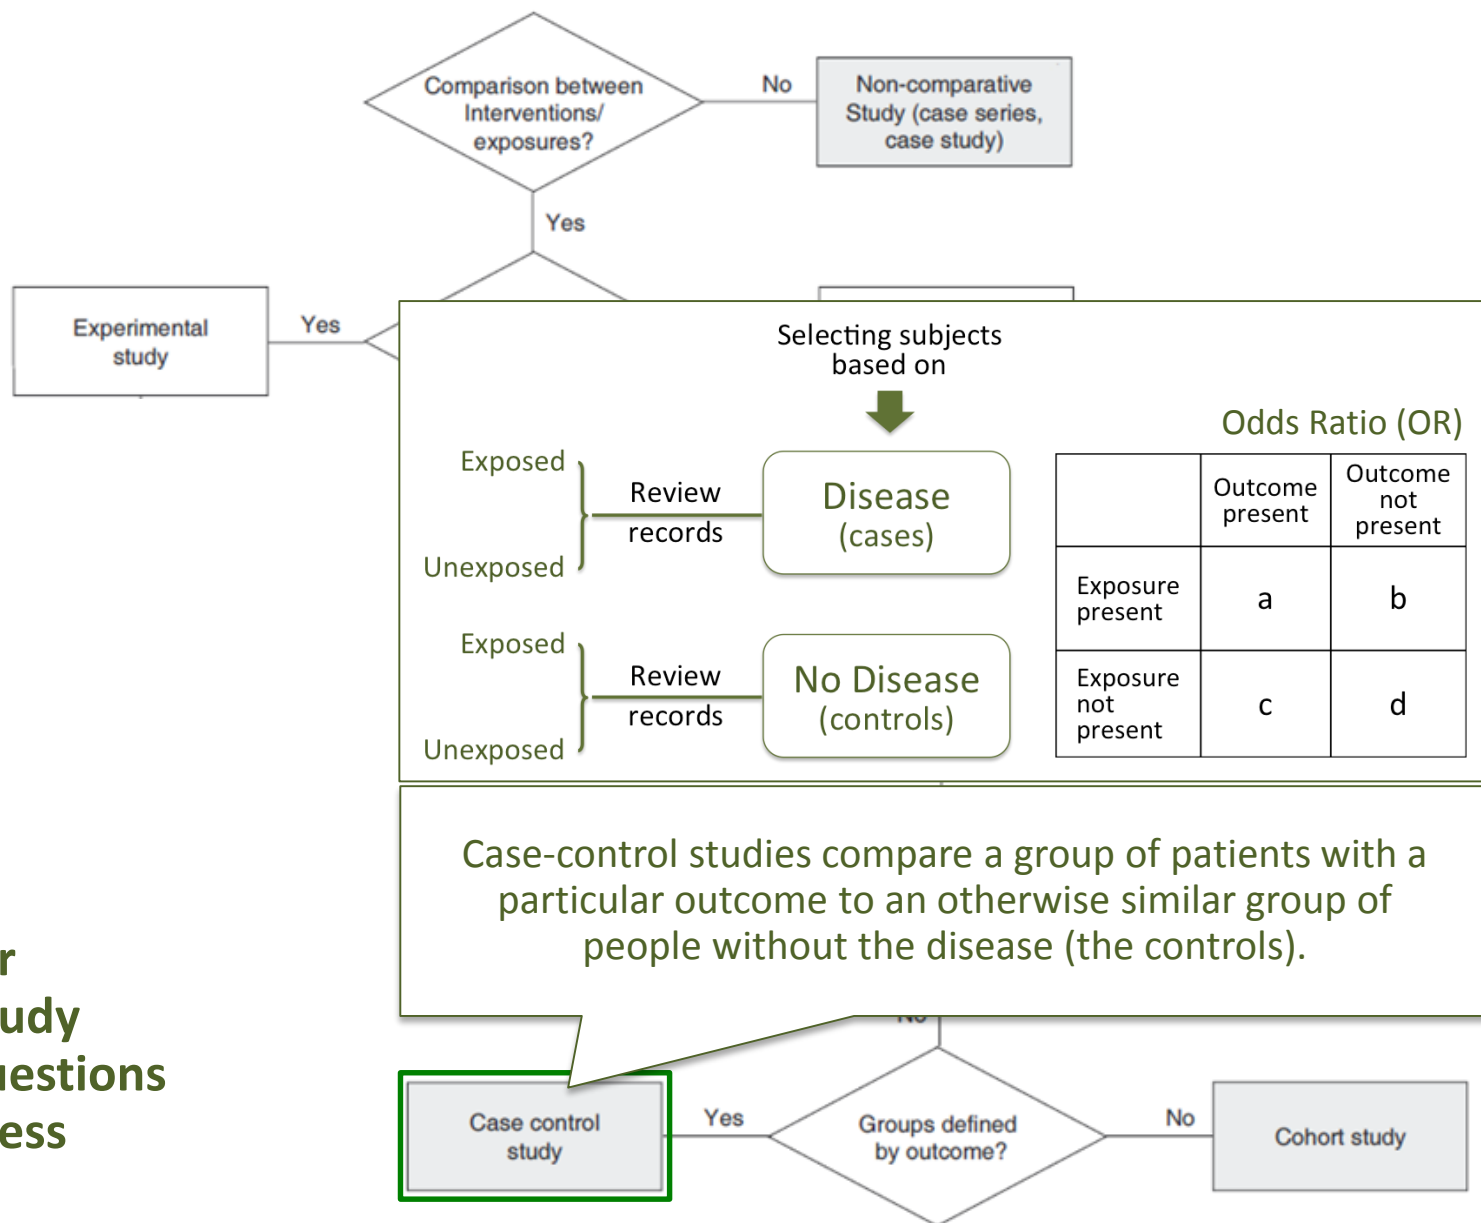 Comparison between
Interventions/
exposures?
No
Non-comparative
Study (case series,
case study)
Yes
Experimental
study
Yes
Selecting subjects
based on
Exposed
Unexposed
Review
records
Disease
(cases)
Exposed
Unexposed
Review
records
No Disease
(controls)
Odds Ratio (OR)
Outcome
present
Outcome
not
present
Exposure
present
a
b
Exposure
not
present
c
d
Case-control studies compare a group of patients with a
particular outcome to an otherwise similar group of
people without the disease (the controls).
r
udy
uestions
ess
No
Case control
study
Yes
Groups defined
by outcome?
No
Cohort study